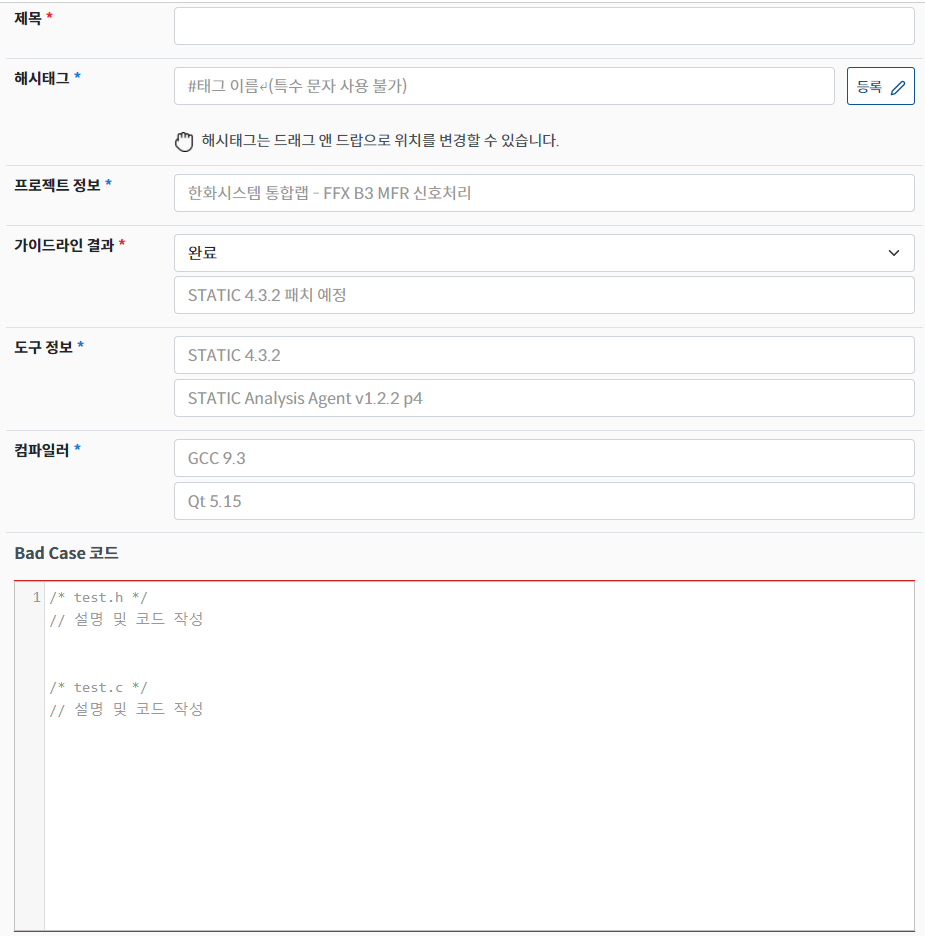 제목 *
해시태그 *
#태그 이름↵(특수 문자 사용 불가)
등록
해시태그는 드래그 앤 드랍으로 위치를 변경할 수 있습니다.
프로젝트 정보 *
한화시스템 통합랩 - FFX B3 MFR 신호처리
가이드라인 결과 *
완료
STATIC 4.3.2 패치 예정
도구 정보 *
STATIC 4.3.2
STATIC Analysis Agent v1.2.2 p4
컴파일러 *
GCC 9.3
Qt 5.15
Bad Case 코드
1 /* test.h */
// 설명 및 코드 작성
/* test.c */
// 설명 및 코드 작성